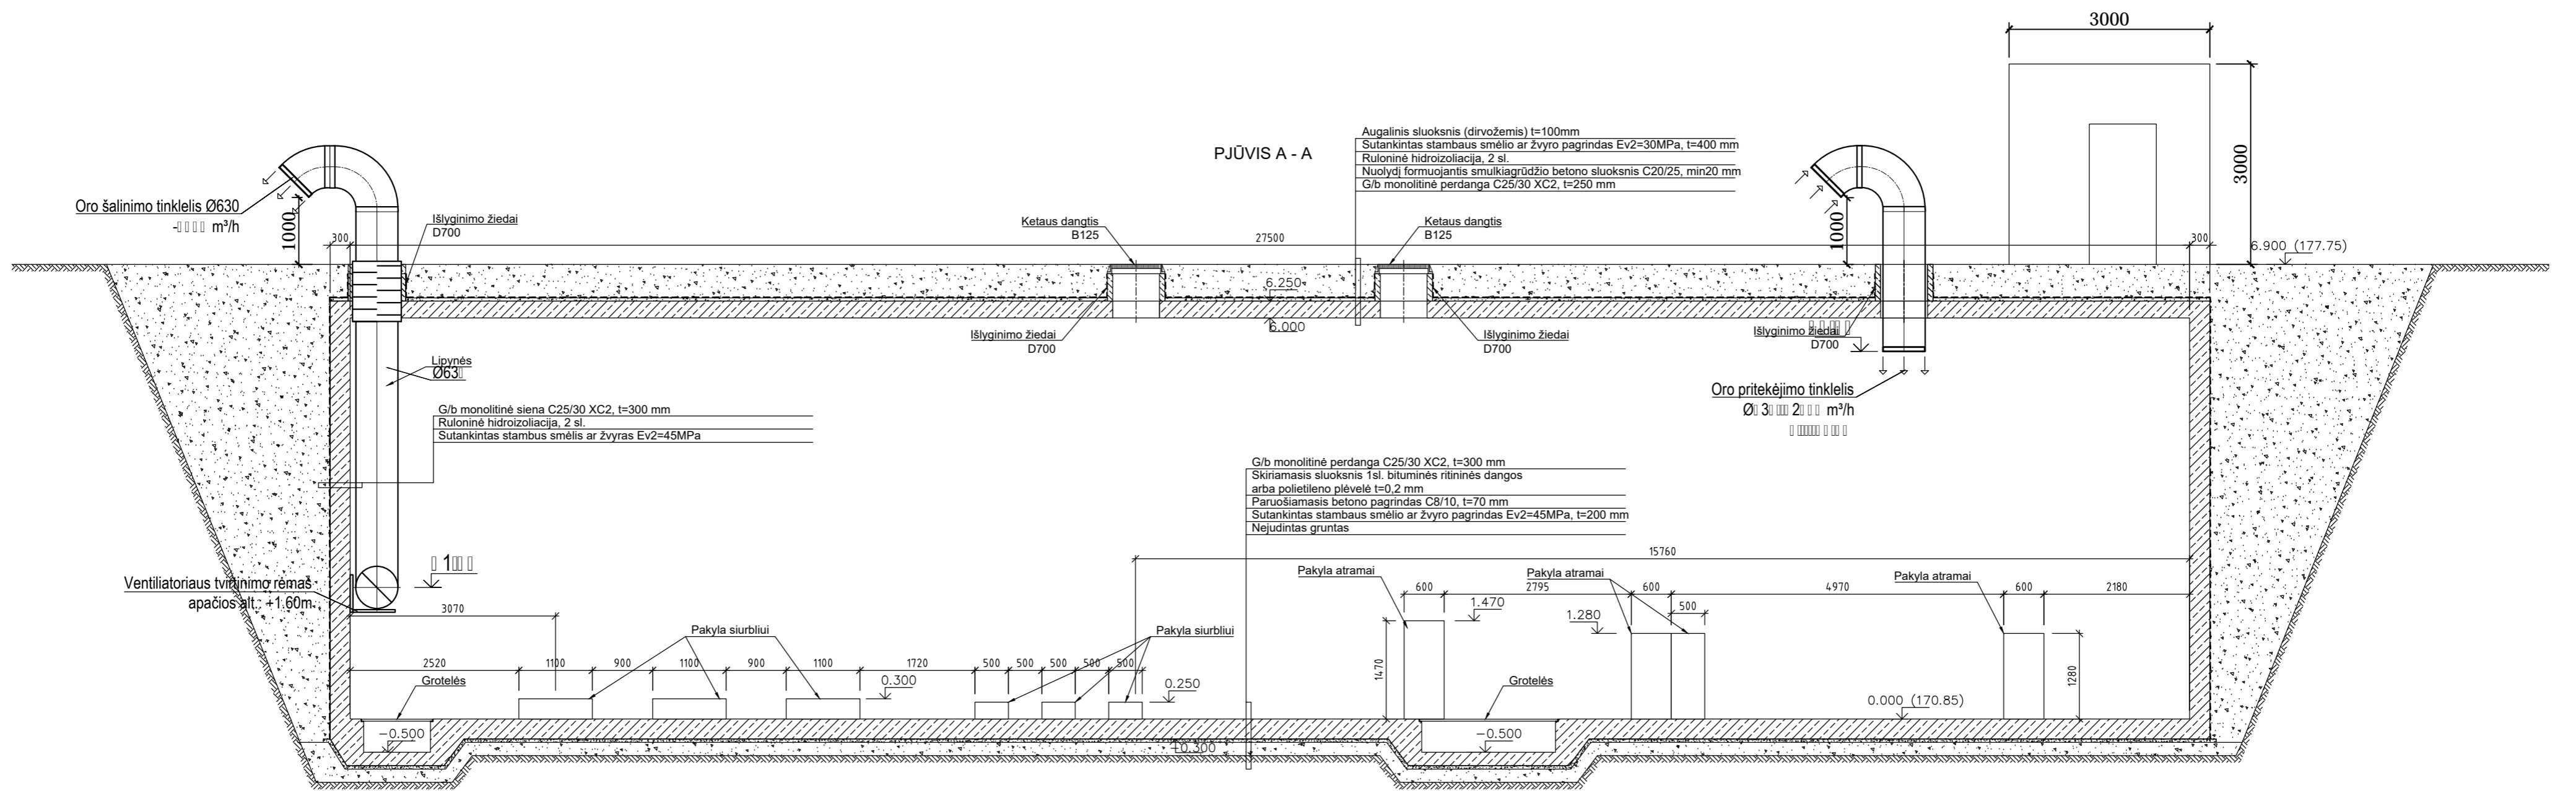 3000
PJŪVIS A - A
Augalinis sluoksnis (dirvožemis) t=100mm
Sutankintas stambaus smėlio ar žvyro pagrindas Ev2=30MPa, t=400 mm
Ruloninė hidroizoliacija, 2 sl.
Nuolydį formuojantis smulkiagrūdžio betono sluoksnis C20/25, min20 mm
G/b monolitinė perdanga C25/30 XC2, t=250 mm
3000
Oro šalinimo tinklelis Ø630
m³/h
1000
Išlyginimo žiedai
D700
Ketaus dangtis
B125
Ketaus dangtis
B125
1000
300
27500
300
6.900 (177.75)
6.250
6.000
Išlyginimo žiedai
D700
Išlyginimo žiedai
D700
Išlyginimo žiedai
D700
Lipynės
Oro pritekėjimo tinklelis
m³/h
G/b monolitinė siena C25/30 XC2, t=300 mm
Ruloninė hidroizoliacija, 2 sl.
Sutankintas stambus smėlis ar žvyras Ev2=45MPa
G/b monolitinė perdanga C25/30 XC2, t=300 mm
Skiriamasis sluoksnis 1sl. bituminės ritininės dangos
arba polietileno plėvelė t=0,2 mm
Paruošiamasis betono pagrindas C8/10, t=70 mm
Sutankintas stambaus smėlio ar žvyro pagrindas Ev2=45MPa, t=200 mm
Nejudintas gruntas
15760
Ventiliatoriaus tvirtinimo rėmas
apačios alt.: +1.60m
3070
Pakyla atramai
Pakyla atramai
Pakyla atramai
600
2795
600
4970
600
2180
500
1.470
1.280
Pakyla siurbliui
Pakyla siurbliui
2520
1100
900
1100
900
1100
1720
500
500
500
500
500
1470
1280
Grotelės
0.300
0.250
Grotelės
0.000 (170.85)
-0.500
-0.300
-0.500